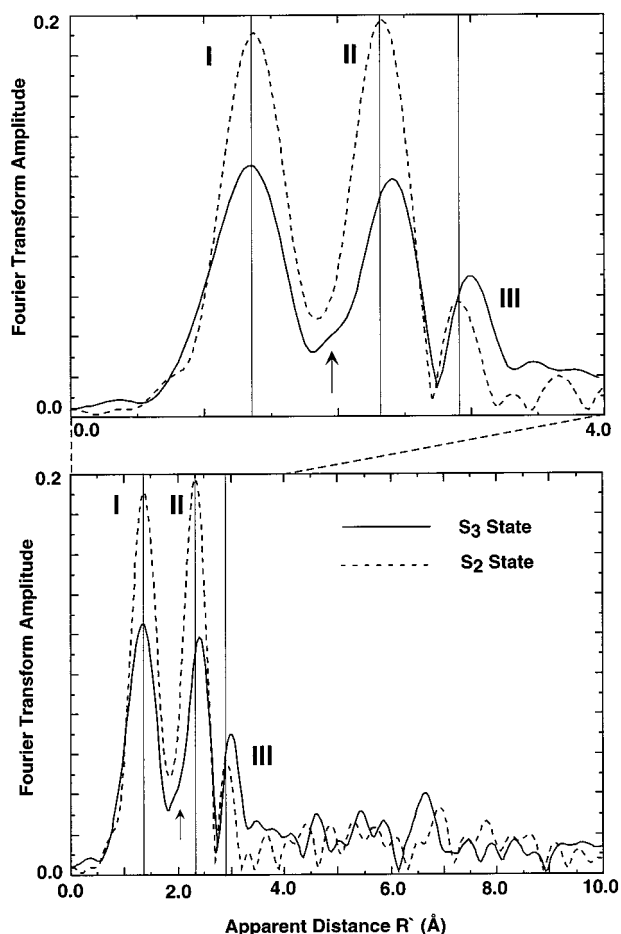 0.2
I
II
III
Fourier Transform Amplitude
0.0
0.0
4.0
0.2
I
II
S3 State
S2 State
III
Fourier Transform Amplitude
0.0
0.0
2.0
4.0
6.0
8.0
10.0
Apparent Distance R` (Å)